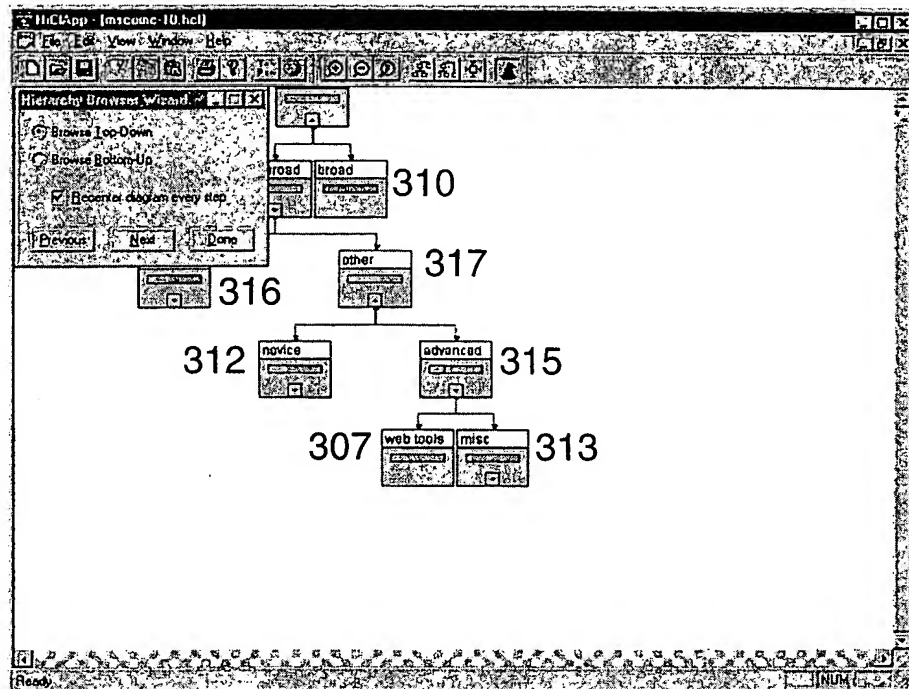 HiClApp - [mscomc-10.hcl]
File Edit View Window Help
Hierarchy Browser Wizard
Browse Top-Down
Browse Bottom-Up
Recenter diagram every step
Previous Next Done
broad 310
other 317
316
312 novice
advanced 315
307 web tools
misc 313
Ready
NUM